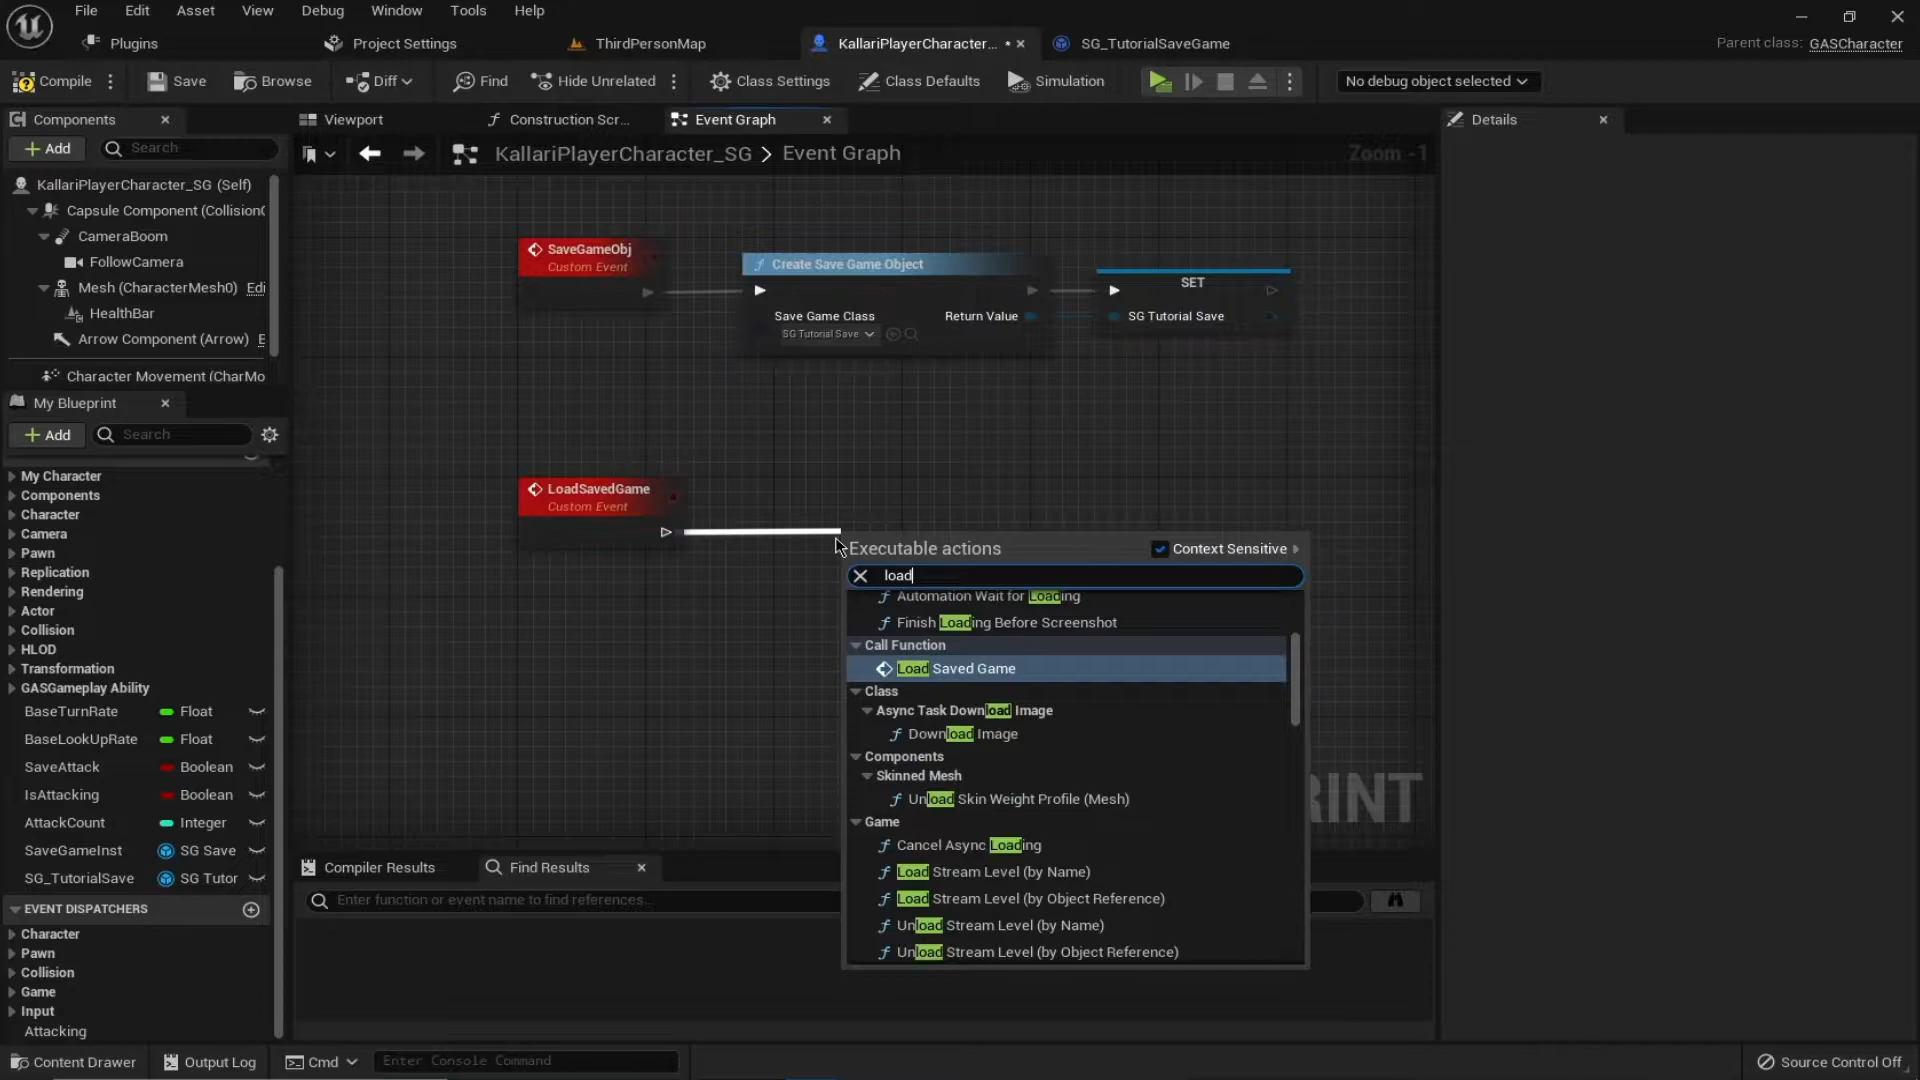 File Edit Asset View Debug Window Tools Help
Plugins Project Settings ThirdPersonMap KallariPlayerCharacter... • SG_TutorialSaveGame Parent class: GASCharacter
Compile Save Browse Diff Find Hide Unrelated Class Settings Class Defaults Simulation No debug object selected
Components Viewport Construction Scr... Event Graph Details
Add Search KallariPlayerCharacter_SG > Event Graph Zoom -1
KallariPlayerCharacter_SG (Self)
Capsule Component (CollisionC
CameraBoom
FollowCamera
Mesh (CharacterMesh0) Edi
HealthBar
Arrow Component (Arrow) E
Character Movement (CharMo
My Blueprint
Add Search
My Character
Components
Character
Camera
Pawn
Replication
Rendering
Actor
Collision
HLOD
Transformation
GASGameplay Ability
BaseTurnRate Float
BaseLookUpRate Float
SaveAttack Boolean
IsAttacking Boolean
AttackCount Integer
SaveGameInst SG Save
SG_TutorialSave SG Tutor
EVENT DISPATCHERS
Character
Pawn
Collision
Game
Input
Attacking
SaveGameObj
Custom Event
Create Save Game Object
Save Game Class Return Value
SG Tutorial Save
SET
SG Tutorial Save
LoadSavedGame
Custom Event
Executable actions Context Sensitive
load
Automation Wait for Loading
Finish Loading Before Screenshot
Call Function
Load Saved Game
Class
Async Task Download Image
Download Image
Components
Skinned Mesh
Unload Skin Weight Profile (Mesh)
Game
Cancel Async Loading
Load Stream Level (by Name)
Load Stream Level (by Object Reference)
Unload Stream Level (by Name)
Unload Stream Level (by Object Reference)
RINT
Compiler Results Find Results
Enter function or event name to find references...
Content Drawer Output Log Cmd Enter Console Command Source Control Off